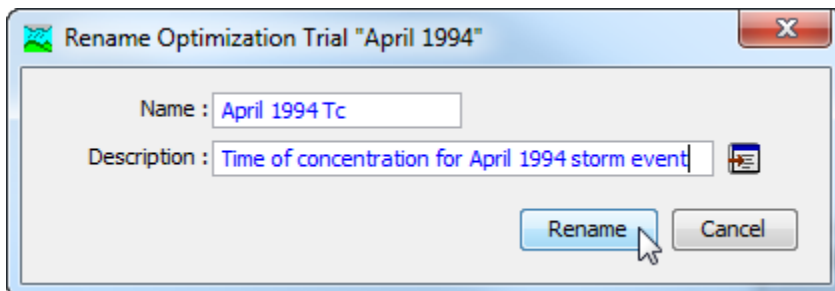 Rename Optimization Trial "April 1994"
Name : April 1994 Tc
Description : Time of concentration for April 1994 storm event
Rename Cancel